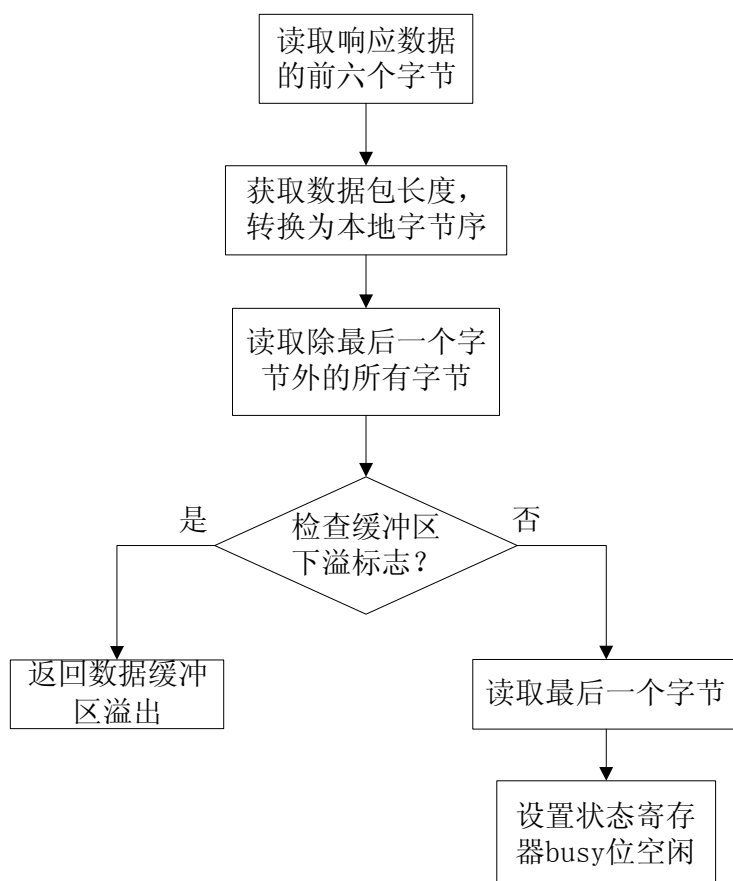 读取响应数据
的前六个字节
获取数据包长度，
转换为本地字节序
读取除最后一个字
节外的所有字节
是
检查缓冲区
下溢标志？
否
返回数据缓冲
区溢出
读取最后一个字节
设置状态寄存
器busy位空闲